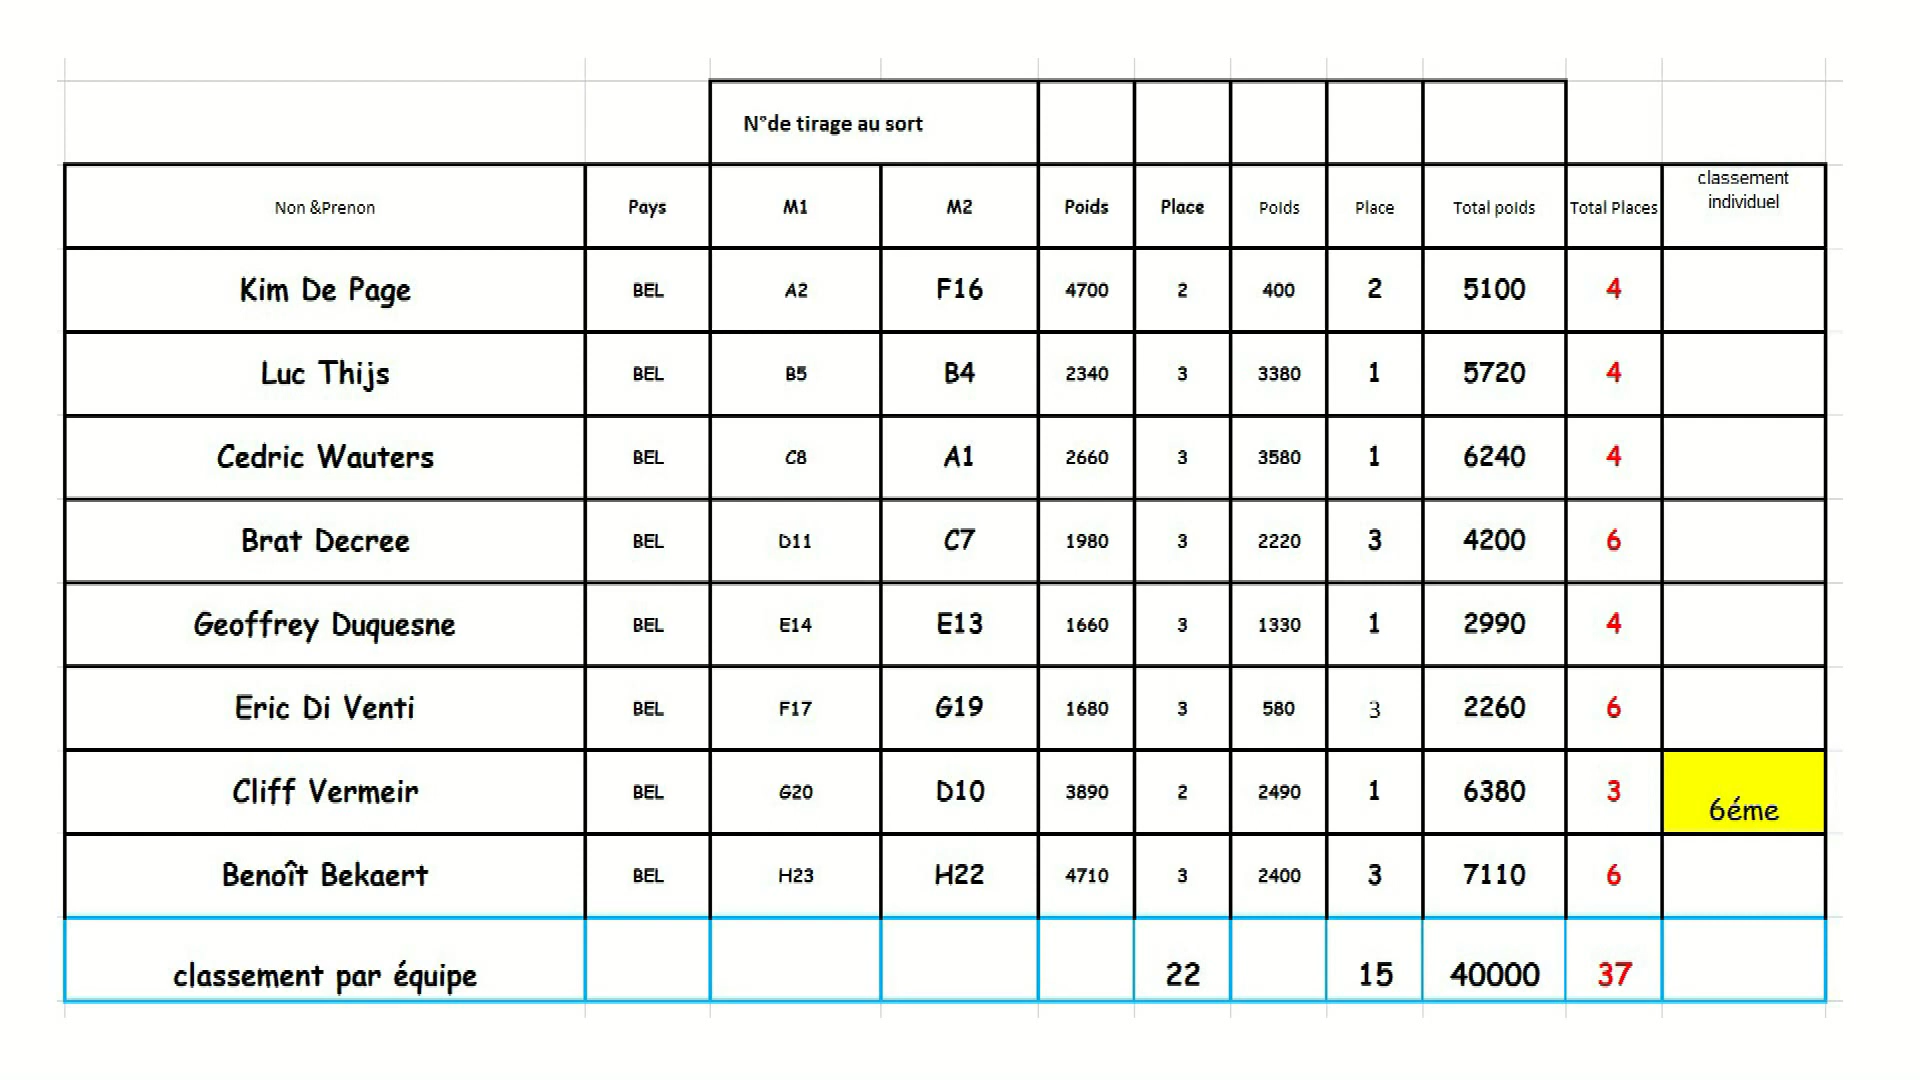 N°de tirage au sort
Non &Prenon Pays M1 M2 Poids Place Poids Place Total poids Total Places classement
individuel
Kim De Page BEL A2 F16 4700 2 400 2 5100 4
Luc Thijs BEL B5 B4 2340 3 3380 1 5720 4
Cedric Wauters BEL C8 A1 2660 3 3580 1 6240 4
Brat Decree BEL D11 C7 1980 3 2220 3 4200 6
Geoffrey Duquesne BEL E14 E13 1660 3 1330 1 2990 4
Eric Di Venti BEL F17 G19 1680 3 580 3 2260 6
Cliff Vermeir BEL G20 D10 3890 2 2490 1 6380 3 6éme
Benoît Bekaert BEL H23 H22 4710 3 2400 3 7110 6
classement par équipe 22 15 40000 37